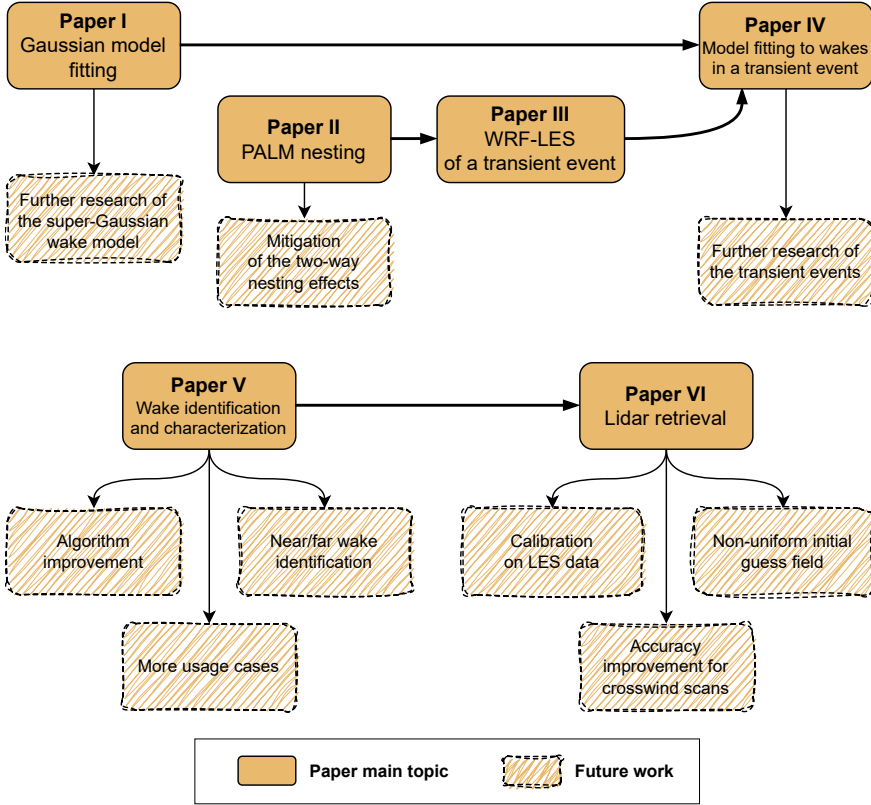 Paper I
Gaussian model
fitting
Paper IV
Model fitting to wakes
in a transient event
Paper II
PALM nesting
Paper III
WRF-LES
of a transient event
Further research of
the super-Gaussian
wake model
Mitigation
of the two-way
nesting effects
Further research of
the transient events
Paper V
Wake identification
and characterization
Paper VI
Lidar retrieval
Algorithm
improvement
Near/far wake
identification
Calibration
on LES data
Non-uniform initial
guess field
More usage cases
Accuracy
improvement for
crosswind scans
Paper main topic
Future work